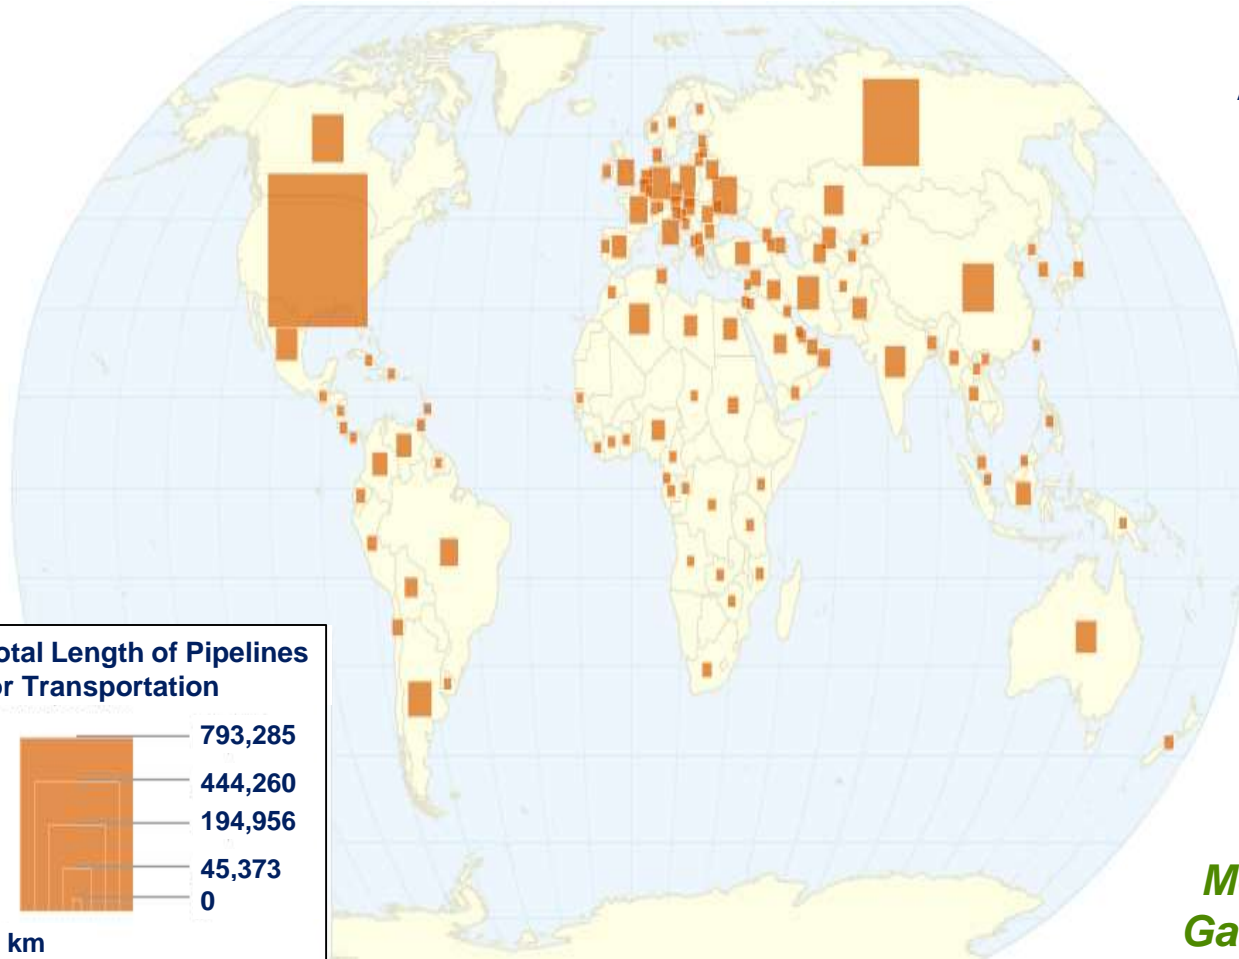 otal Length of Pipelines
or Transportation
793,285
444,260
194,956
45,373
0
km
M
Ga